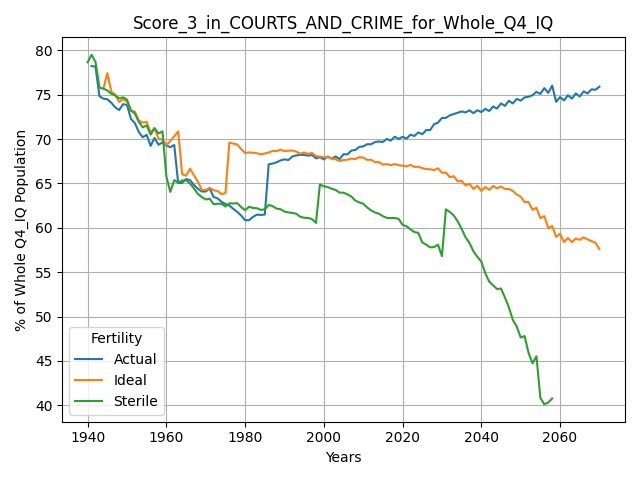 Score_3_in_COURTS_AND_CRIME_for_Whole_Q4_IQ
% of Whole Q4_IQ Population
80
75
70
65
60
55
50
45
40
Fertility
Actual
Ideal
Sterile
1940 1960 1980 2000 2020 2040 2060
Years